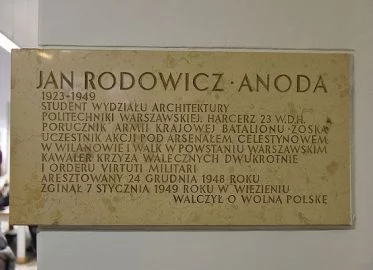 JAN RODOWICZ · ANODA
1923-1949
STUDENT WYDZIAŁU ARCHITEKTURY
POLITECHNIKI WARSZAWSKIEJ. HARCERZ 23 W.D.H.
PORUCZNIK ARMII KRAJOWEJ BATALIONU · ZOŚKA
UCZESTNIK AKCJI POD ARSENAŁEM, CELESTYNOWEM
W WILANOWIE I WALK W POWSTANIU WARSZAWSKIM
KAWALER KRZYŻA WALECZNYCH DWUKROTNIE
I ORDERU VIRTUTI MILITARI
ARESZTOWANY 24 GRUDNIA 1948 ROKU
ZGINĄŁ 7 STYCZNIA 1949 ROKU W WIĘZIENIU
WALCZYŁ O WOLNĄ POLSKĘ